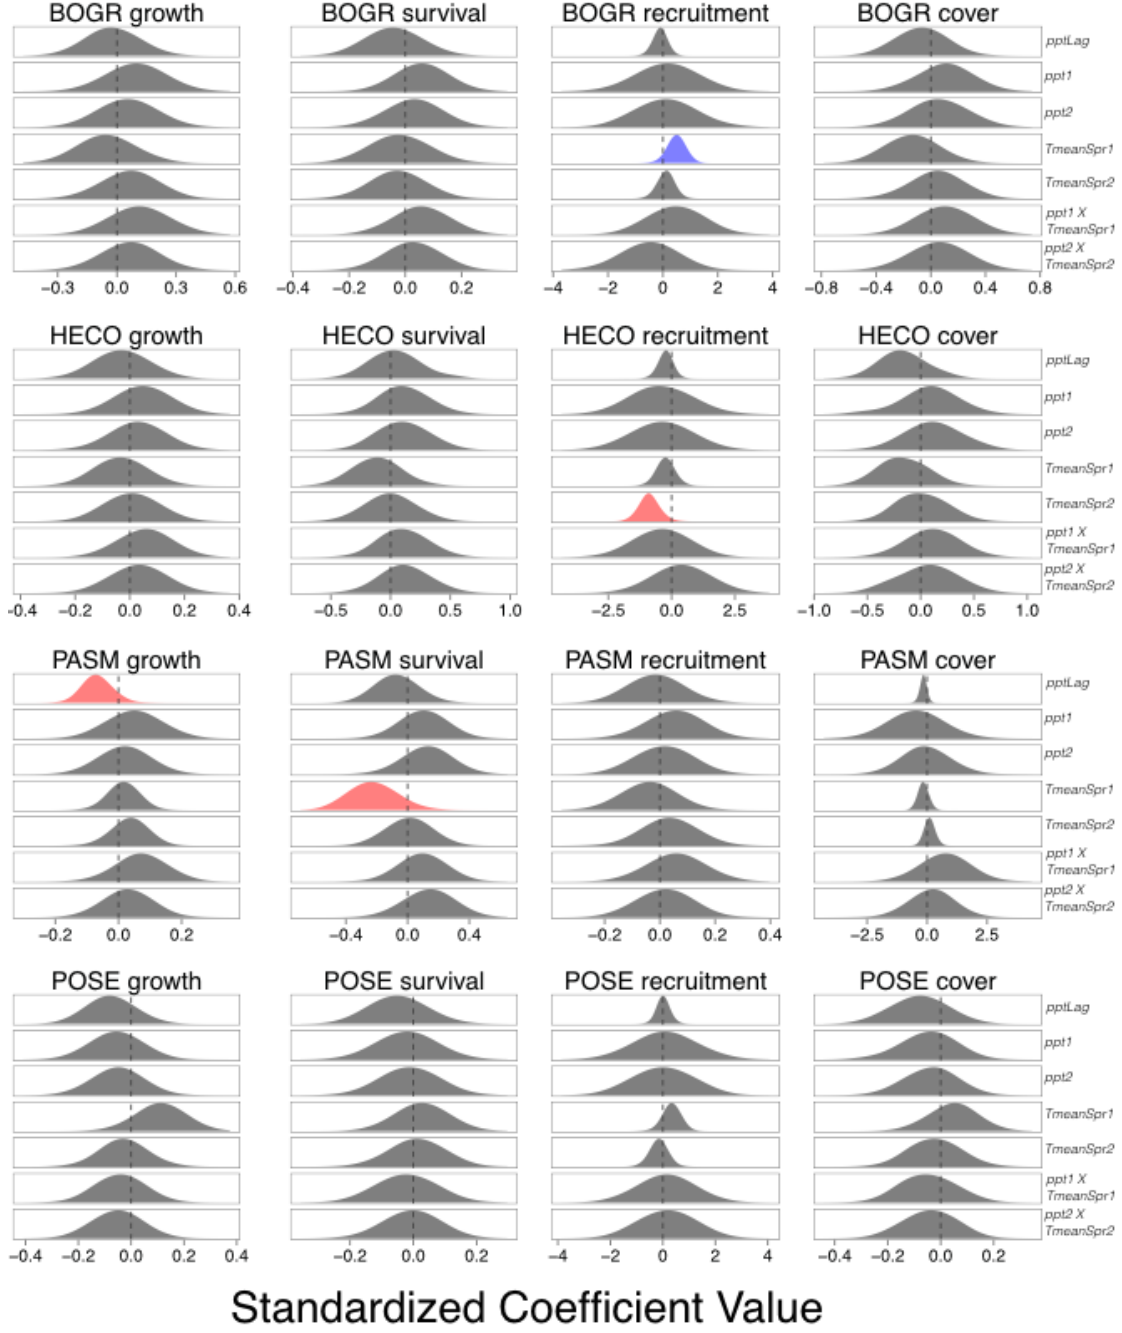 BOGR growth BOGR survival BOGR recruitment BOGR cover
pptLag
ppt1
ppt2
TmeanSpr1
TmeanSpr2
ppt1 X
TmeanSpr1
ppt2 X
TmeanSpr2
−0.3 0.0 0.3 0.6 −0.4 −0.2 0.0 0.2 −4 −2 0 2 4 −0.8 −0.4 0.0 0.4 0.8
HECO growth HECO survival HECO recruitment HECO cover
pptLag
ppt1
ppt2
TmeanSpr1
TmeanSpr2
ppt1 X
TmeanSpr1
ppt2 X
TmeanSpr2
−0.4 −0.2 0.0 0.2 0.4 −0.5 0.0 0.5 1.0 −2.5 0.0 2.5 −1.0 −0.5 0.0 0.5 1.0
PASM growth PASM survival PASM recruitment PASM cover
pptLag
ppt1
ppt2
TmeanSpr1
TmeanSpr2
ppt1 X
TmeanSpr1
ppt2 X
TmeanSpr2
−0.2 0.0 0.2 −0.4 0.0 0.4 −0.2 0.0 0.2 0.4 −2.5 0.0 2.5
POSE growth POSE survival POSE recruitment POSE cover
pptLag
ppt1
ppt2
TmeanSpr1
TmeanSpr2
ppt1 X
TmeanSpr1
ppt2 X
TmeanSpr2
−0.4 −0.2 0.0 0.2 0.4 −0.2 0.0 0.2 −4 −2 0 2 4 −0.4 −0.2 0.0 0.2
Standardized Coefficient Value